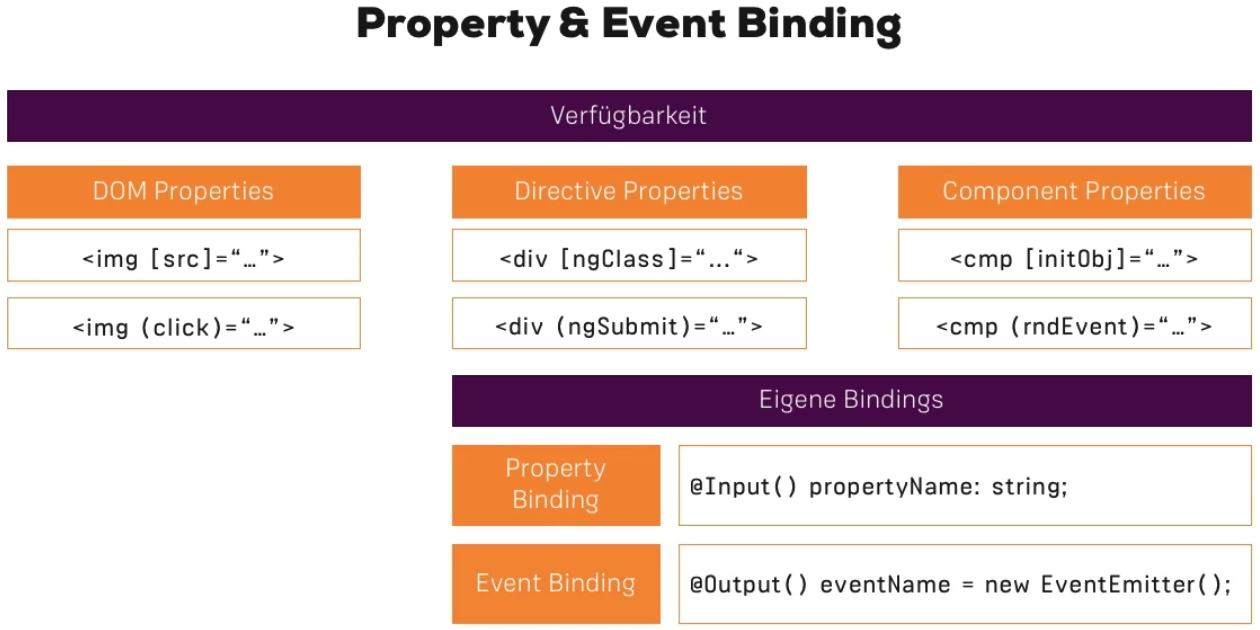 Property & Event Binding
Verfügbarkeit
DOM Properties
Directive Properties
Component Properties
<img [src]=“…”>
<div [ngClass]=“...“>
<cmp [initObj]=“…”>
<img (click)=“…”>
<div (ngSubmit)=“…”>
<cmp (rndEvent)=“…”>
Eigene Bindings
Property
Binding
@Input() propertyName: string;
Event Binding
@Output() eventName = new EventEmitter();